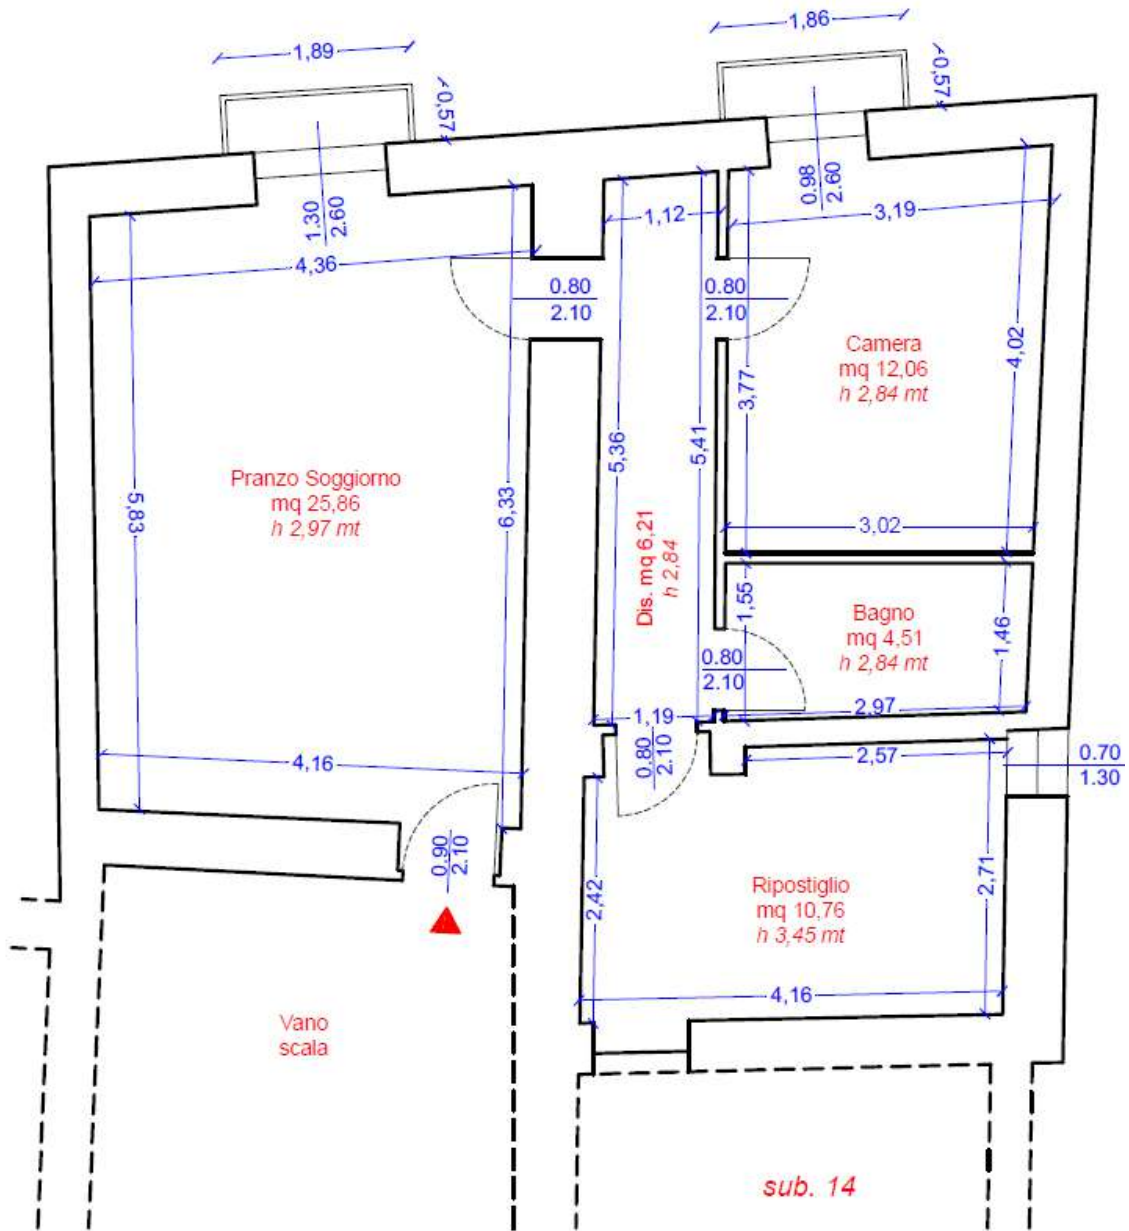 1,89
1,86
0,57
0,57
1.30
2.60
0.98
2.60
1,12
3,19
4,36
0.80
2.10
0.80
2.10
Camera
mq 12,06
h 2,84 mt
4,02
3,77
5,36
5,41
Pranzo Soggiorno
mq 25,86
h 2,97 mt
5,83
6,33
3,02
Dis. mq 6,21
h 2,84
1,55
Bagno
mq 4,51
h 2,84 mt
1,46
0.80
2.10
2,97
1,19
0.80
2.10
4,16
2,57
0.70
1.30
0.90
2.10
2,42
Ripostiglio
mq 10,76
h 3,45 mt
2,71
4,16
Vano
scala
sub. 14